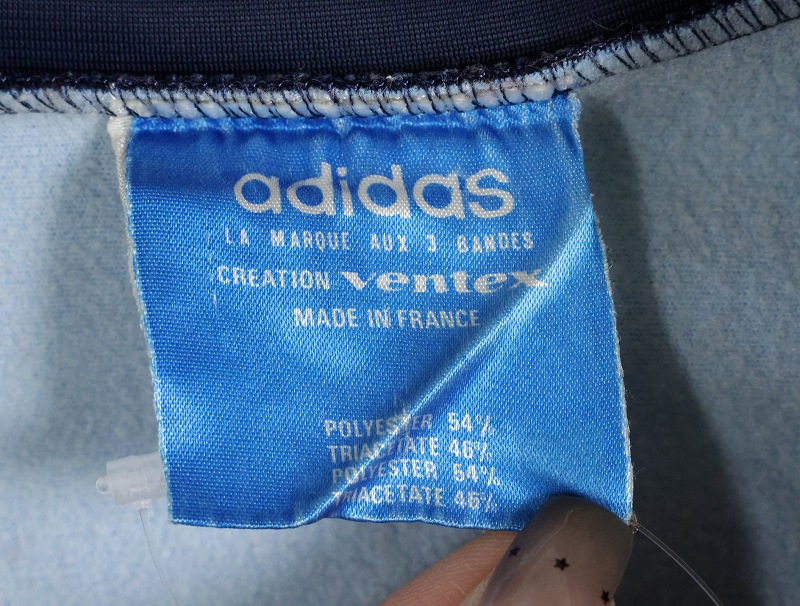 adidas
LA MARQUE AUX 3 BANDES
CREATION ventex
MADE IN FRANCE
POLYESTER 54%
TRIACETATE 46%
POLYESTER 54%
TRIACETATE 46%